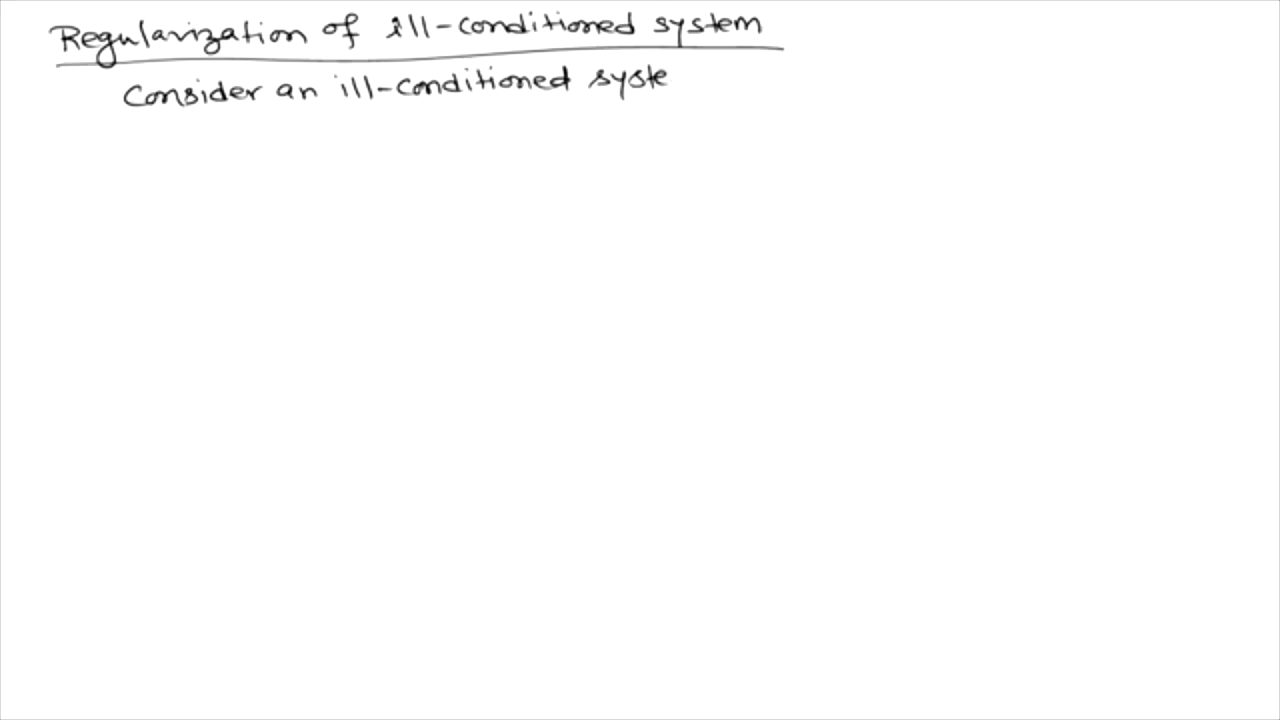 Regularization of ill-conditioned system
Consider an ill-conditioned syste